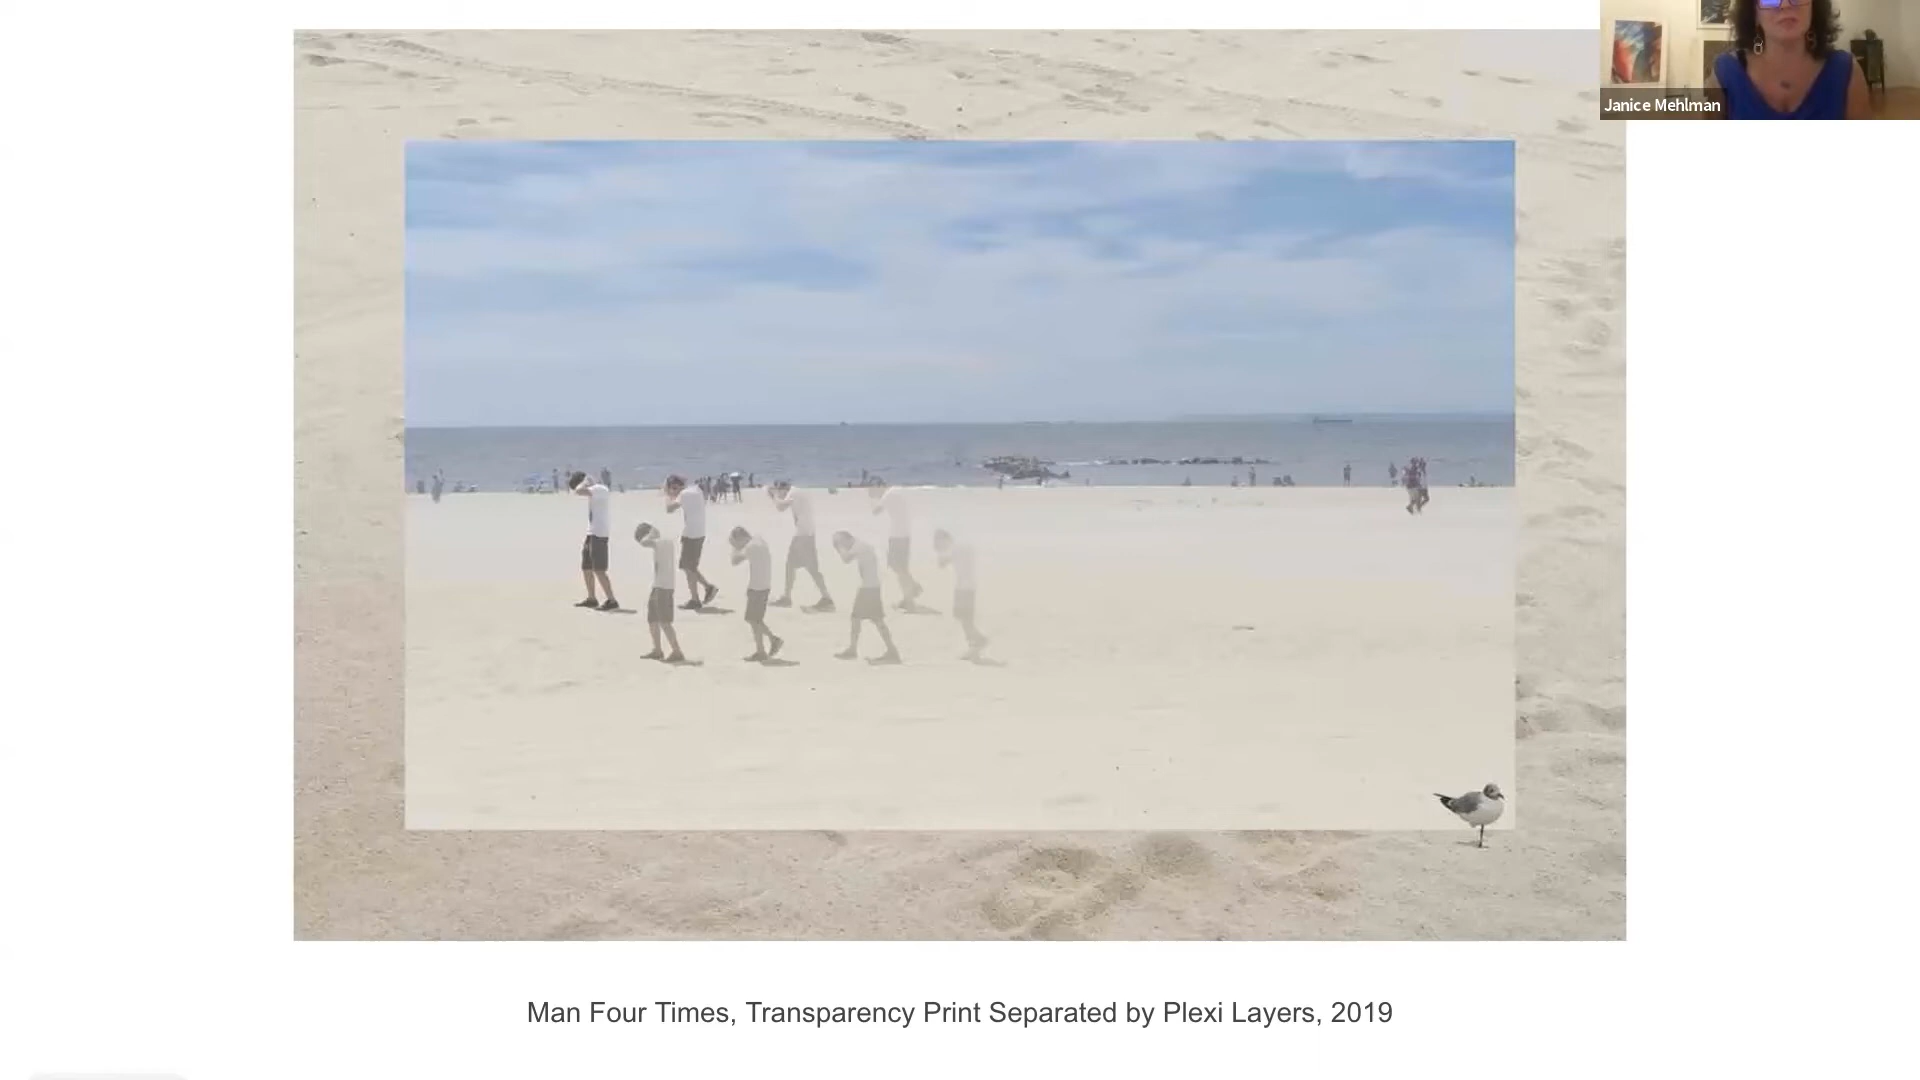 Janice Mehlman
Man Four Times, Transparency Print Separated by Plexi Layers, 2019